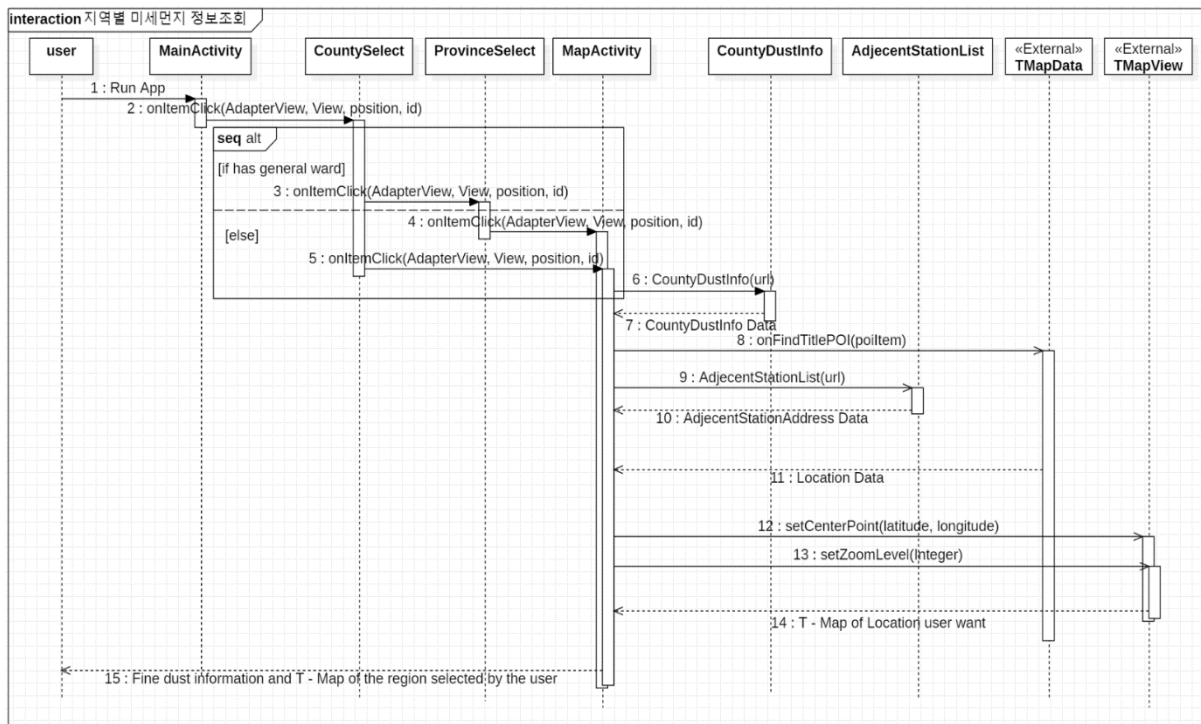 interaction 지역별 미세먼지 정보조회
user
MainActivity
CountySelect
ProvinceSelect
MapActivity
CountyDustInfo
AdjecentStationList
«External»
TMapData
«External»
TMapView
1 : Run App
2 : onItemClick(AdapterView, View, position, id)
seq alt
[if has general ward]
3 : onItemClick(AdapterView, View, position, id)
4 : onItemClick(AdapterView, View, position, id)
[else]
5 : onItemClick(AdapterView, View, position, id)
6 : CountyDustInfo(url)
7 : CountyDustInfo Data
8 : onFindTitlePOI(poiItem)
9 : AdjecentStationList(url)
10 : AdjecentStationAddress Data
11 : Location Data
12 : setCenterPoint(latitude, longitude)
13 : setZoomLevel(Integer)
14 : T - Map of Location user want
15 : Fine dust information and T - Map of the region selected by the user